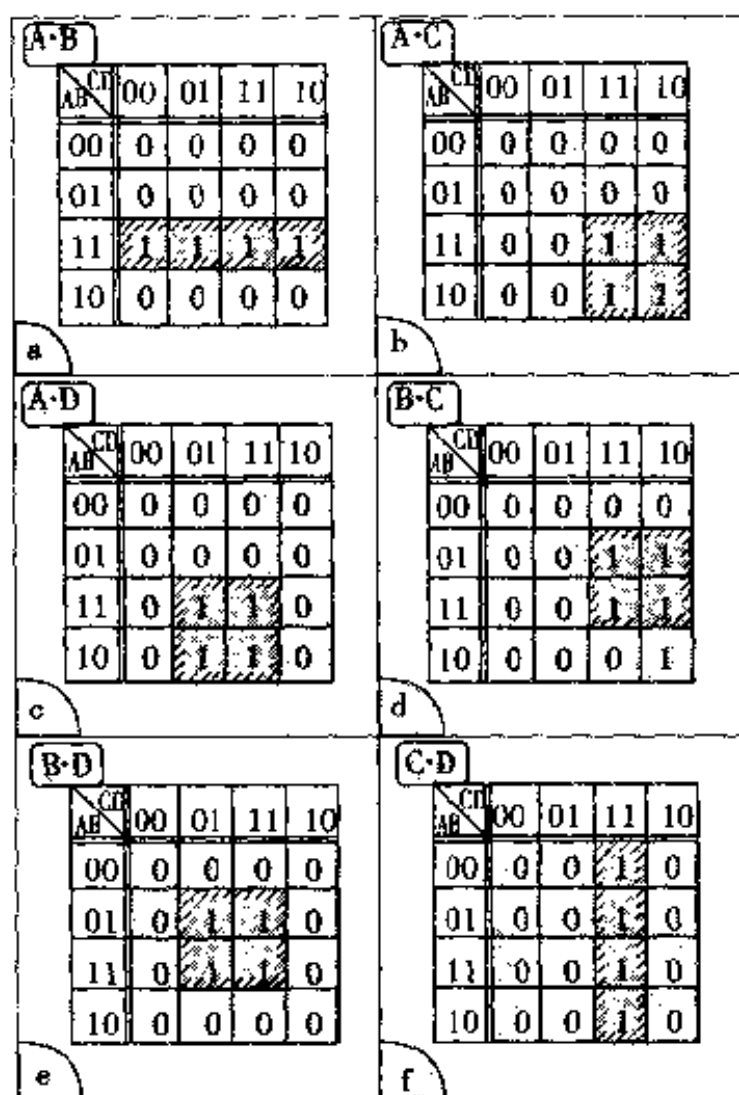 A·B A·C
AB CD 00 01 11 10 AB CD 00 01 11 10
00 0 0 0 0 00 0 0 0 0
01 0 0 0 0 01 0 0 0 0
11 1 1 1 1 11 0 0 1 1
10 0 0 0 0 10 0 0 1 1
a b
A·D B·C
AB CD 00 01 11 10 AB CD 00 01 11 10
00 0 0 0 0 00 0 0 0 0
01 0 0 0 0 01 0 0 1 1
11 0 1 1 0 11 0 0 1 1
10 0 1 1 0 10 0 0 0 1
c d
B·D C·D
AB CD 00 01 11 10 AB CD 00 01 11 10
00 0 0 0 0 00 0 0 1 0
01 0 1 1 0 01 0 0 1 0
11 0 1 1 0 11 0 0 1 0
10 0 0 0 0 10 0 0 1 0
e f